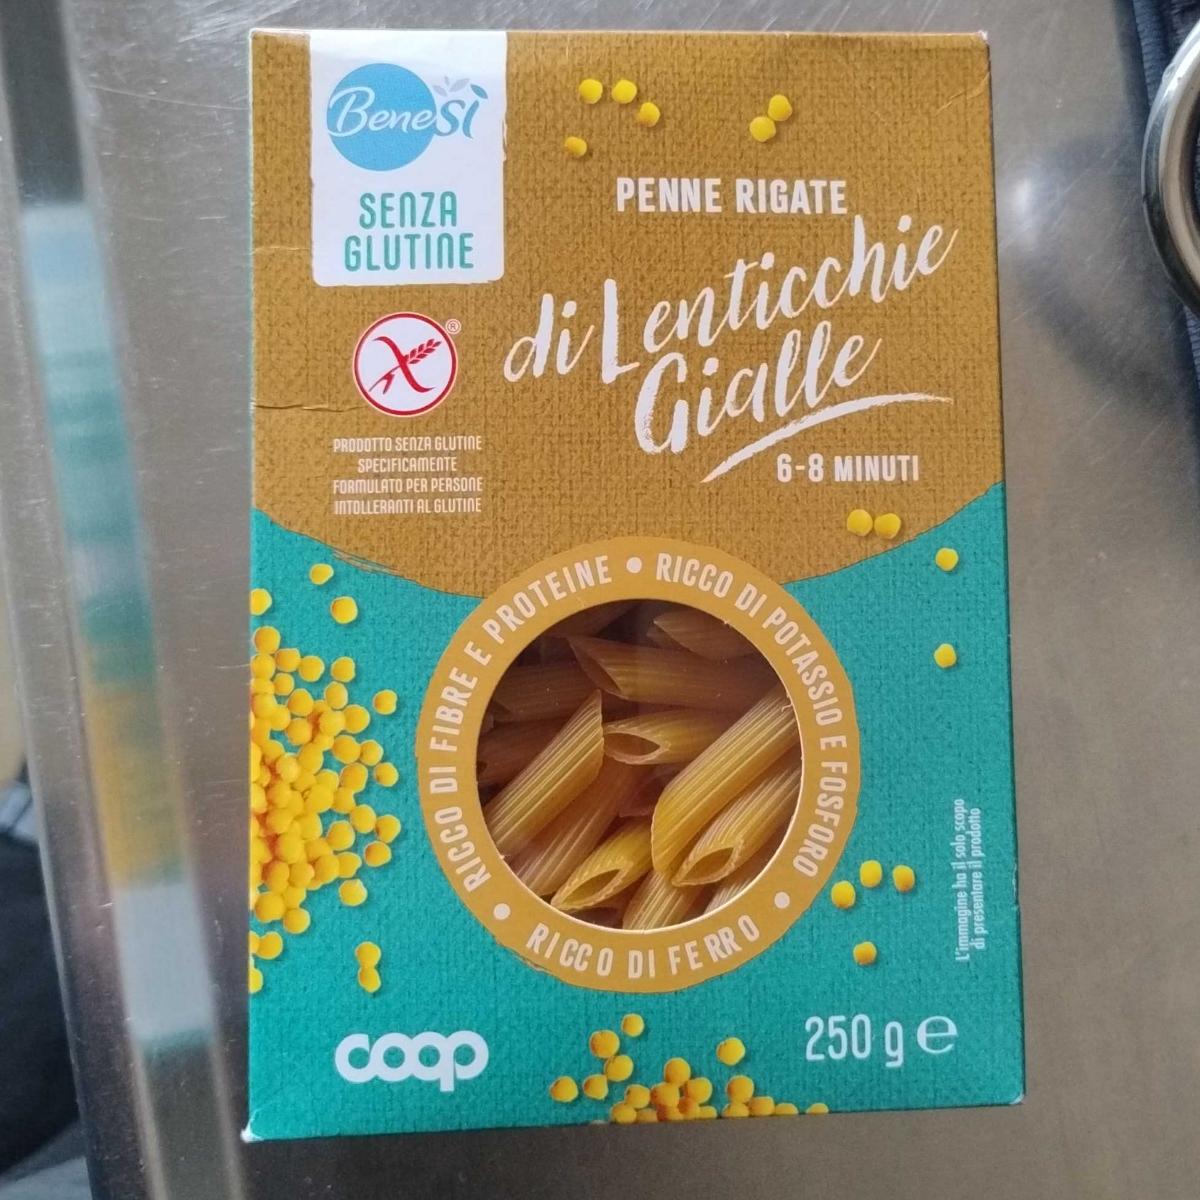 BeneSì
SENZA
GLUTINE
PENNE RIGATE
di Lenticchie
Gialle
6-8 MINUTI
®
PRODOTTO SENZA GLUTINE
SPECIFICAMENTE
FORMULATO PER PERSONE
INTOLLERANTI AL GLUTINE
RICCO DI FIBRE E PROTEINE • RICCO DI POTASSIO E FOSFORO • RICCO DI FERRO •
L'immagine ha il solo scopo
di presentare il prodotto
coop
250 g ℮